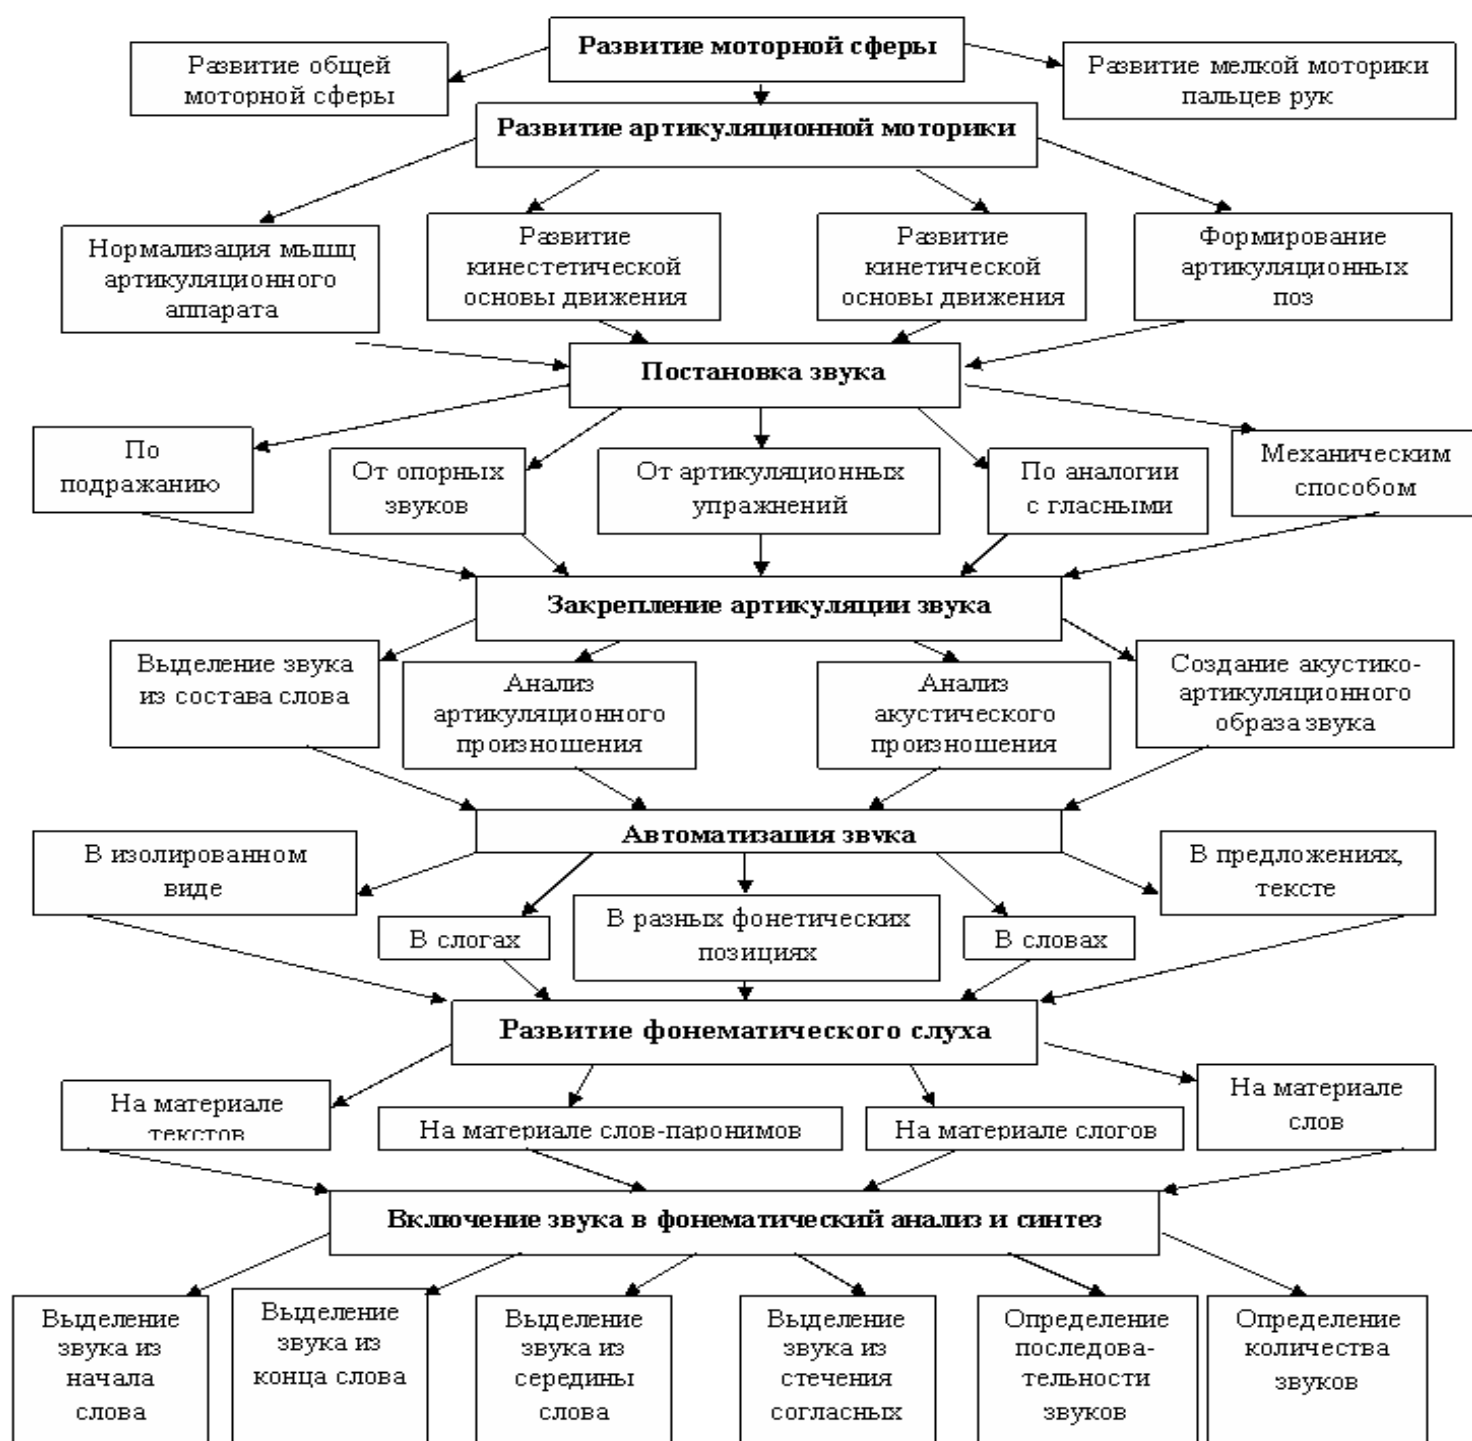 Развитие моторной сферы
Развитие общей
моторной сферы
Развитие мелкой моторики
пальцев рук
Развитие артикуляционной моторики
Нормализация мышц
артикуляционного
аппарата
Развитие
кинестетической
основы движения
Развитие
кинетической
основы движения
Формирование
артикуляционных
поз
Постановка звука
По
подражанию
От опорных
звуков
От артикуляционных
упражнений
По аналогии
с гласными
Механическим
способом
Закрепление артикуляции звука
Выделение звука
из состава слова
Анализ
артикуляционного
произношения
Анализ
акустического
произношения
Создание акустико-
артикуляционного
образа звука
Автоматизация звука
В изолированном
виде
В слогах
В разных фонетических
позициях
В словах
В предложениях,
тексте
Развитие фонематического слуха
На материале
текстов
На материале слов-паронимов
На материале слогов
На материале
слов
Включение звука в фонематический анализ и синтез
Выделение
звука из
начала
слова
Выделение
звука из
конца слова
Выделение
звука из
середины
слова
Выделение
звука из
стечения
согласных
Определение
последова-
тельности
звуков
Определение
количества
звуков